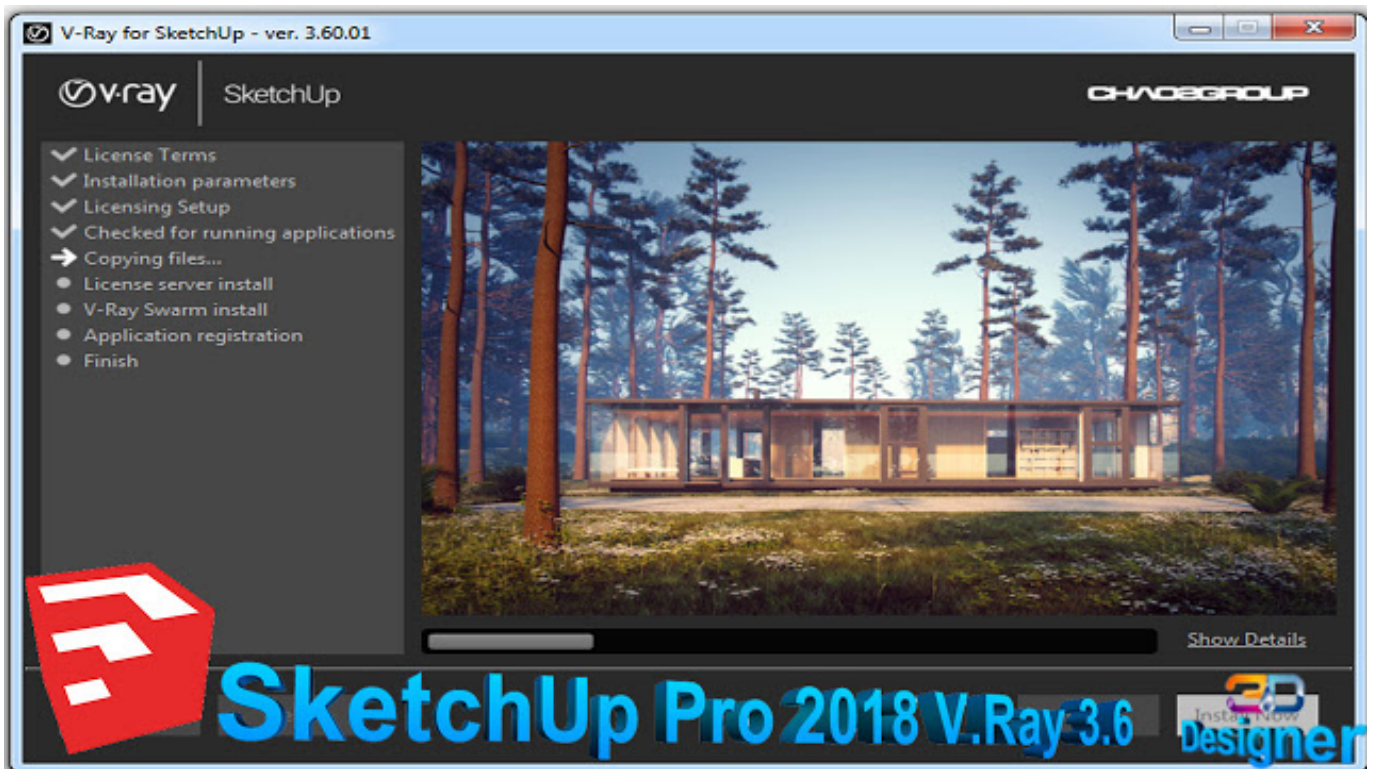 V-Ray for SketchUp - ver. 3.60.01
v·ray
SketchUp
CHAOSGROUP
License Terms
Installation parameters
Licensing Setup
Checked for running applications
Copying files...
License server install
V-Ray Swarm install
Application registration
Finish
Show Details
SketchUp Pro 2018 V.Ray 3.6
Install Now
3D
Designer